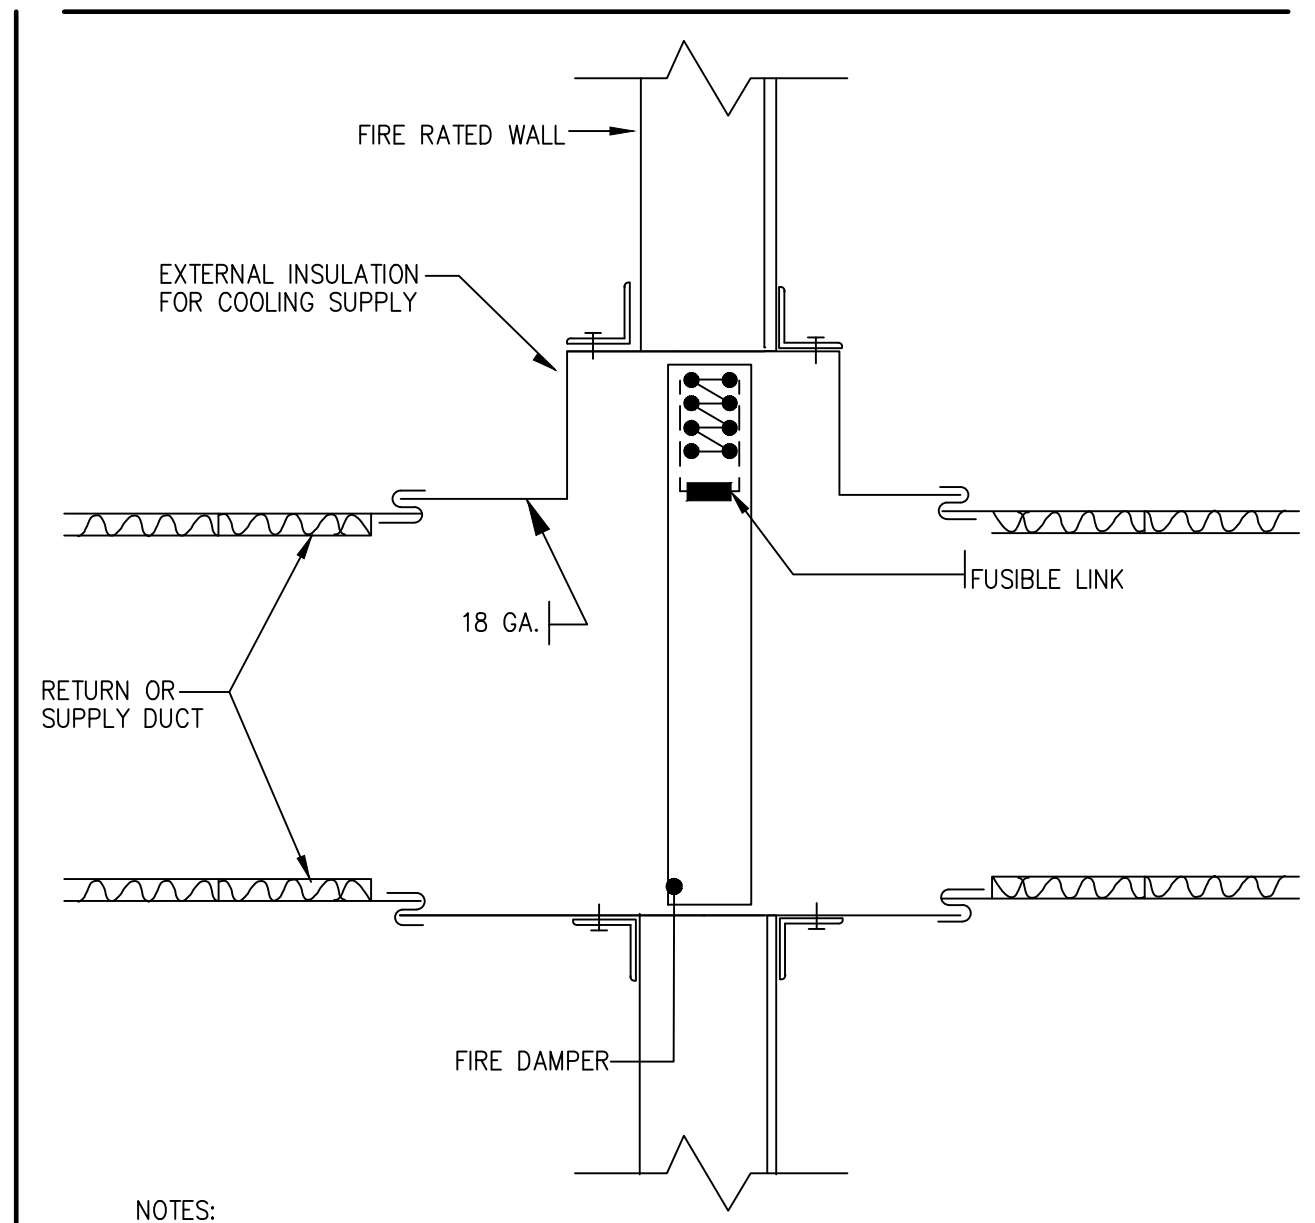 FIRE RATED WALL
EXTERNAL INSULATION
FOR COOLING SUPPLY
FUSIBLE LINK
18 GA.
RETURN OR
SUPPLY DUCT
FIRE DAMPER
NOTES: